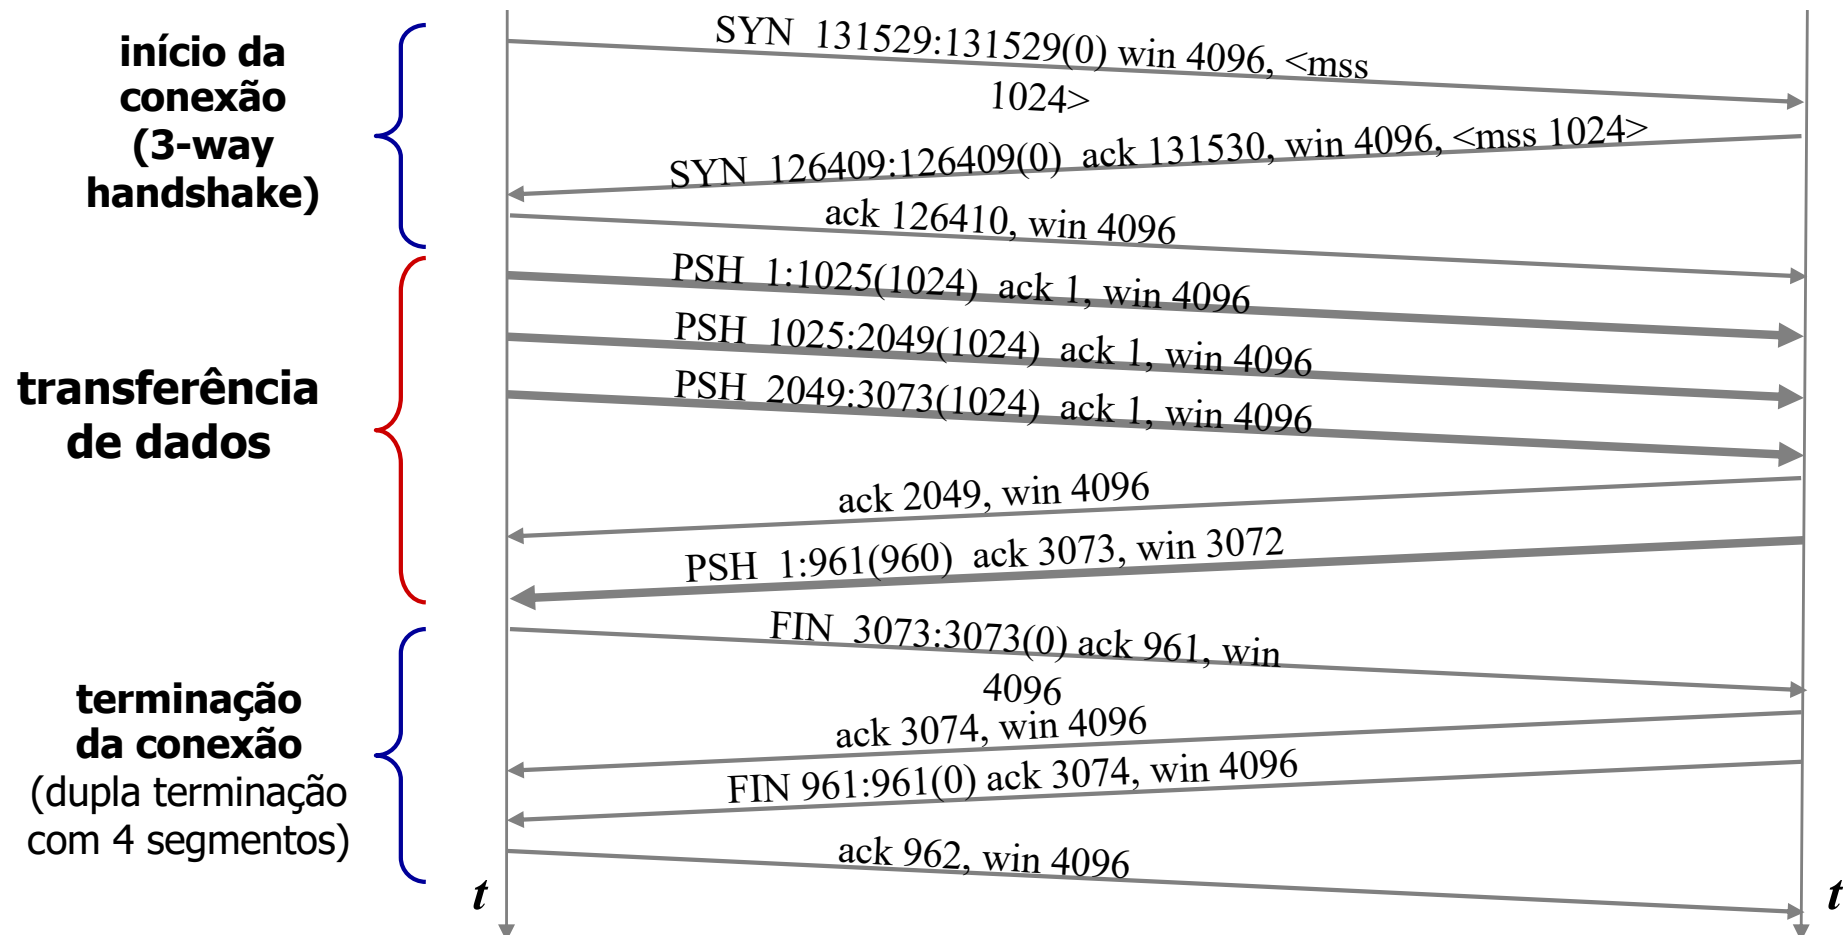 início da
conexão
(3-way
handshake)
SYN 131529:131529(0) win 4096, <mss
1024>
SYN 126409:126409(0) ack 131530, win 4096, <mss 1024>
ack 126410, win 4096
transferência
de dados
PSH 1:1025(1024) ack 1, win 4096
PSH 1025:2049(1024) ack 1, win 4096
PSH 2049:3073(1024) ack 1, win 4096
ack 2049, win 4096
PSH 1:961(960) ack 3073, win 3072
terminação
da conexão
(dupla terminação
com 4 segmentos)
FIN 3073:3073(0) ack 961, win
4096
ack 3074, win 4096
FIN 961:961(0) ack 3074, win 4096
ack 962, win 4096
t
t